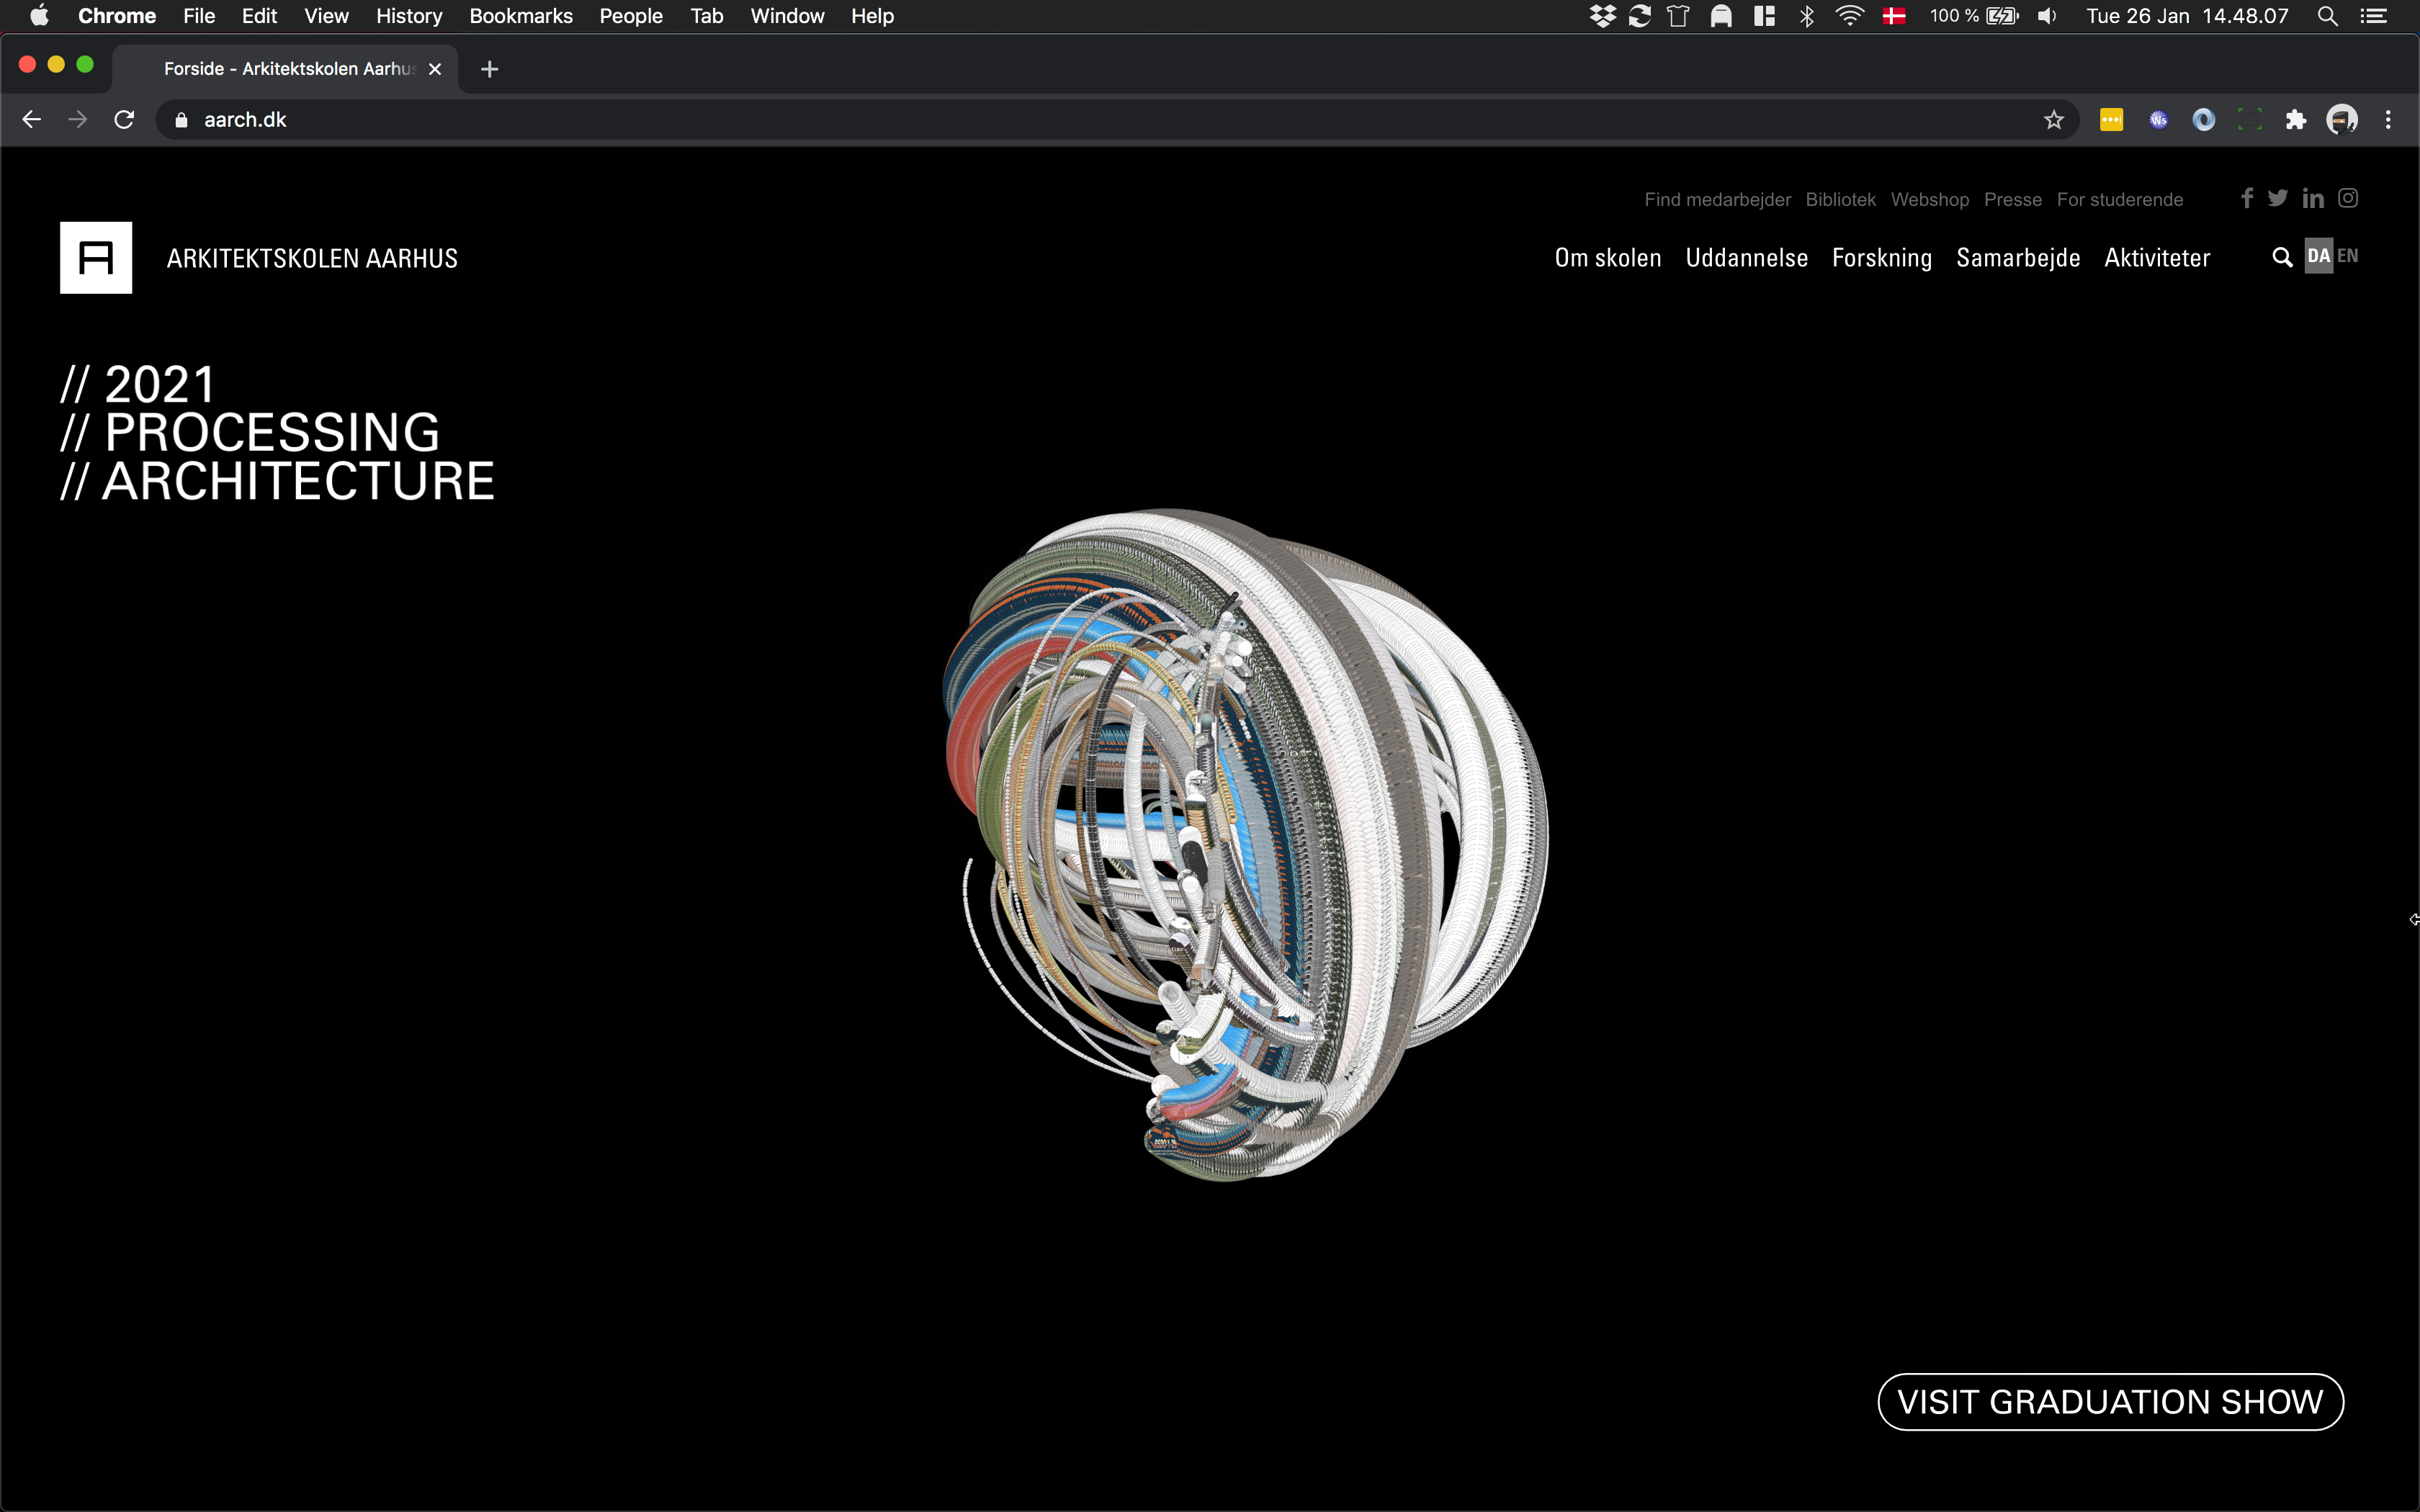 Chrome File Edit View History Bookmarks People Tab Window Help 100 % Tue 26 Jan 14.48.07
Forside - Arkitektskolen Aarhus
aarch.dk
Ws
Find medarbejder Bibliotek Webshop Presse For studerende
ARKITEKTSKOLEN AARHUS
Om skolen Uddannelse Forskning Samarbejde Aktiviteter DA EN
// 2021
// PROCESSING
// ARCHITECTURE
VISIT GRADUATION SHOW